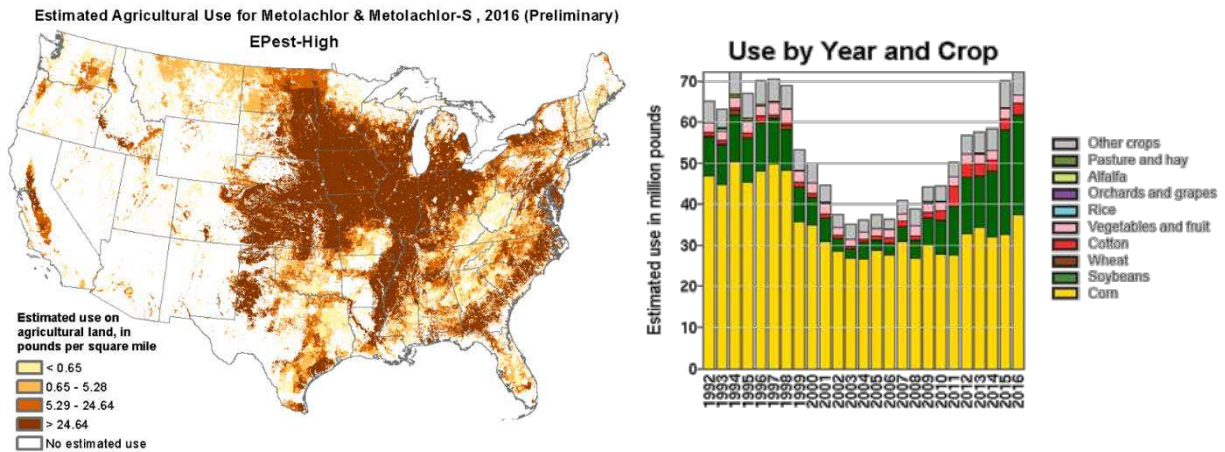 Estimated Agricultural Use for Metolachlor & Metolachlor-S , 2016 (Preliminary)
EPest-High
Estimated use on
agricultural land, in
pounds per square mile
< 0.65
0.65 - 5.28
5.29 - 24.64
> 24.64
No estimated use
Use by Year and Crop
Estimated use in million pounds
70
60
50
40
30
20
10
0
1992
1993
1994
1995
1996
1997
1998
1999
2000
2001
2002
2003
2004
2005
2006
2007
2008
2009
2010
2011
2012
2013
2014
2015
2016
Other crops
Pasture and hay
Alfalfa
Orchards and grapes
Rice
Vegetables and fruit
Cotton
Wheat
Soybeans
Corn